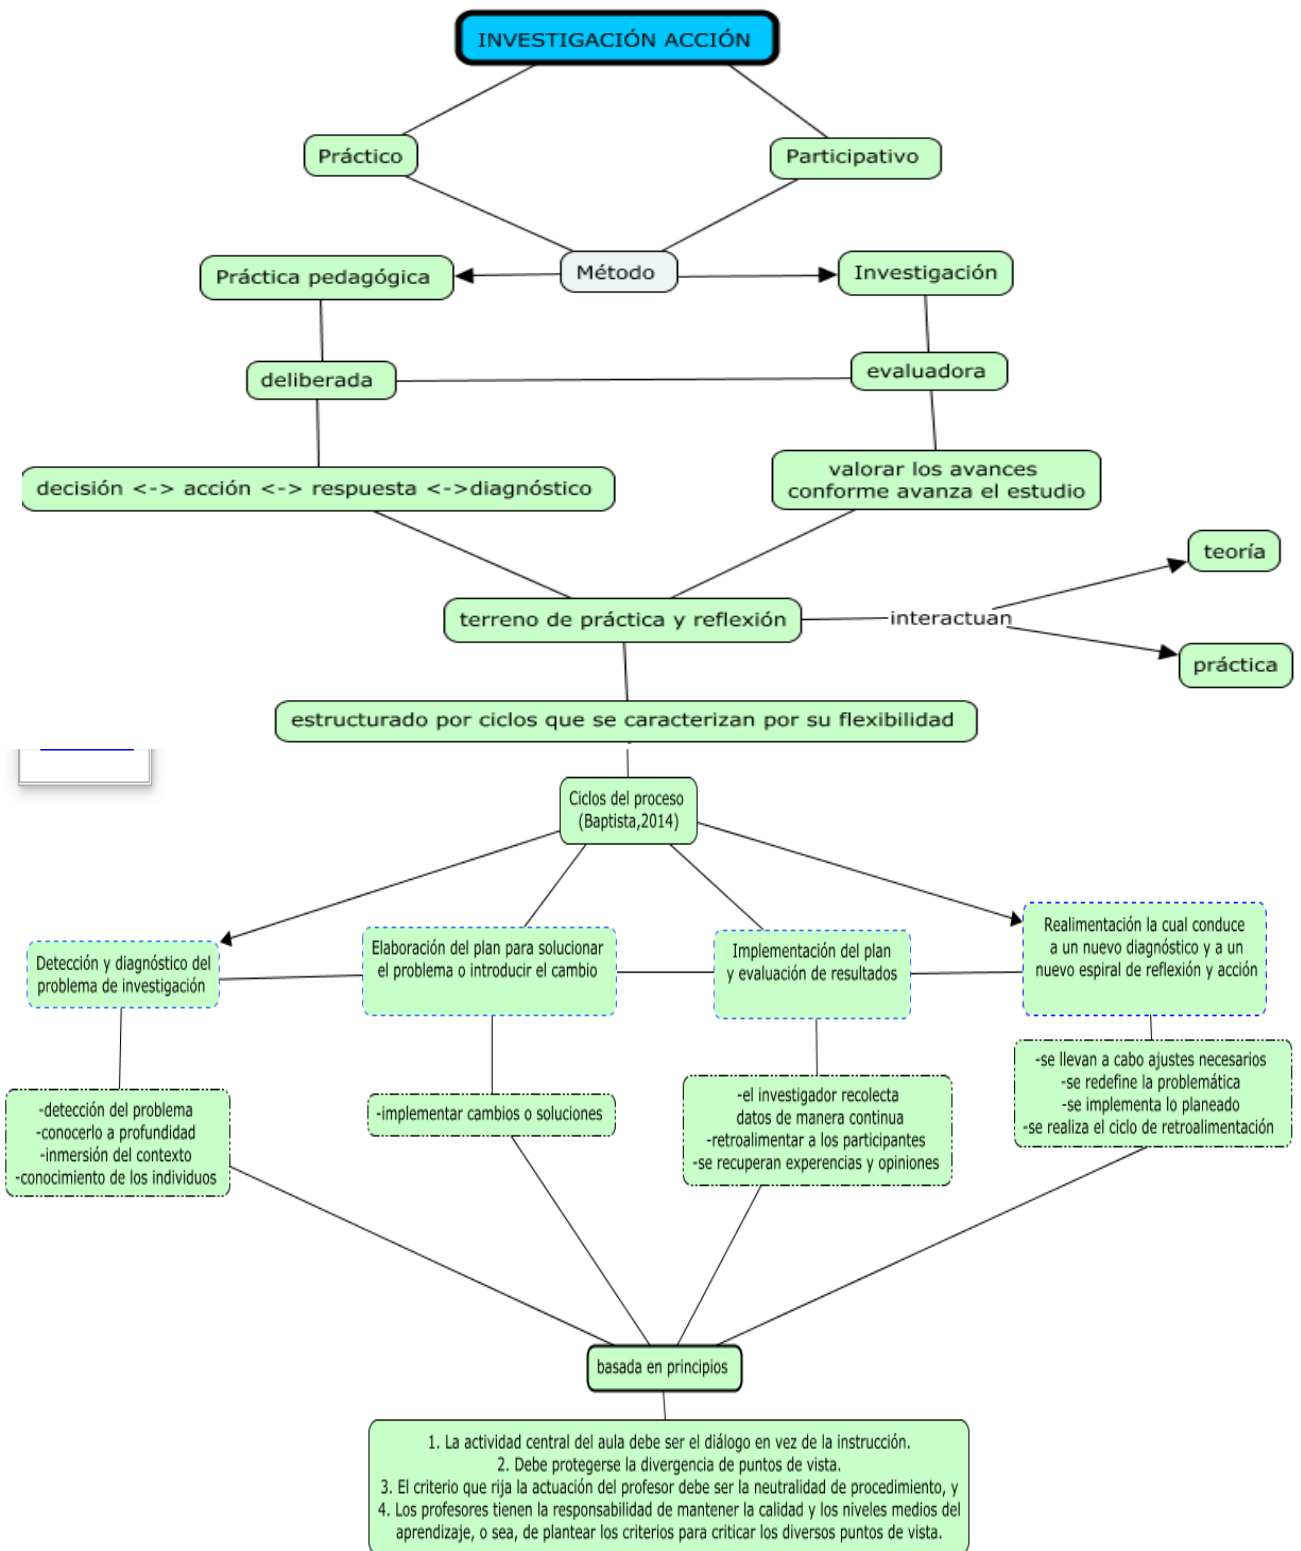 INVESTIGACIÓN ACCIÓN
Práctico
Participativo
Práctica pedagógica
Método
Investigación
deliberada
evaluadora
decisión <-> acción <-> respuesta <->diagnóstico
valorar los avances
conforme avanza el estudio
teoría
terreno de práctica y reflexión
interactuan
práctica
estructurado por ciclos que se caracterizan por su flexibilidad
Ciclos del proceso
(Baptista,2014)
Detección y diagnóstico del
problema de investigación
Elaboración del plan para solucionar
el problema o introducir el cambio
Implementación del plan
y evaluación de resultados
Realimentación la cual conduce
a un nuevo diagnóstico y a un
nuevo espiral de reflexión y acción
-detección del problema
-conocerlo a profundidad
-inmersión del contexto
-conocimiento de los individuos
-implementar cambios o soluciones
-el investigador recolecta
datos de manera continua
-retroalimentar a los participantes
-se recuperan experencias y opiniones
-se llevan a cabo ajustes necesarios
-se redefine la problemática
-se implementa lo planeado
-se realiza el ciclo de retroalimentación
basada en principios
1. La actividad central del aula debe ser el diálogo en vez de la instrucción.
2. Debe protegerse la divergencia de puntos de vista.
3. El criterio que rija la actuación del profesor debe ser la neutralidad de procedimiento, y
4. Los profesores tienen la responsabilidad de mantener la calidad y los niveles medios del
aprendizaje, o sea, de plantear los criterios para criticar los diversos puntos de vista.